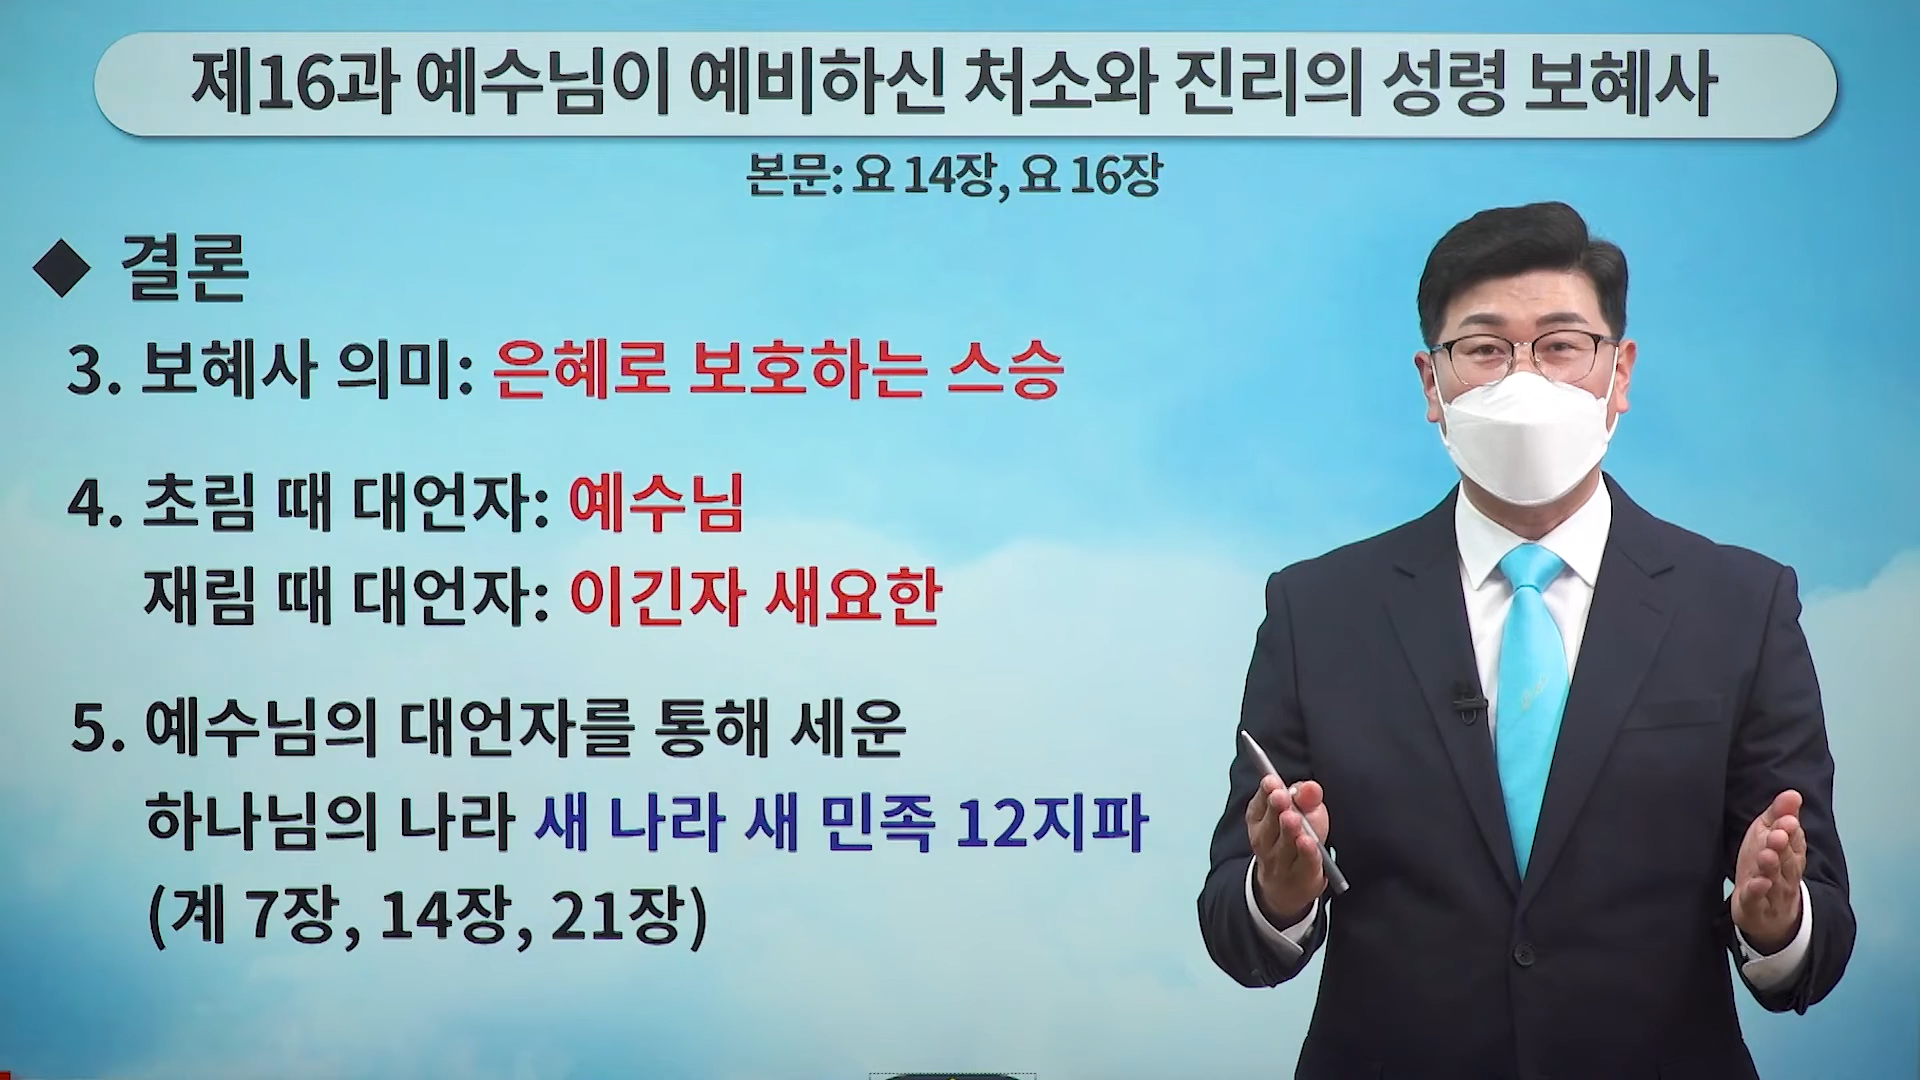 제16과 예수님이 예비하신 처소와 진리의 성령 보혜사
본문: 요 14장, 요 16장
◆ 결론
3. 보혜사 의미: 은혜로 보호하는 스승
4. 초림 때 대언자: 예수님
재림 때 대언자: 이긴자 새요한
5. 예수님의 대언자를 통해 세운
하나님의 나라 새 나라 새 민족 12지파
(계 7장, 14장, 21장)